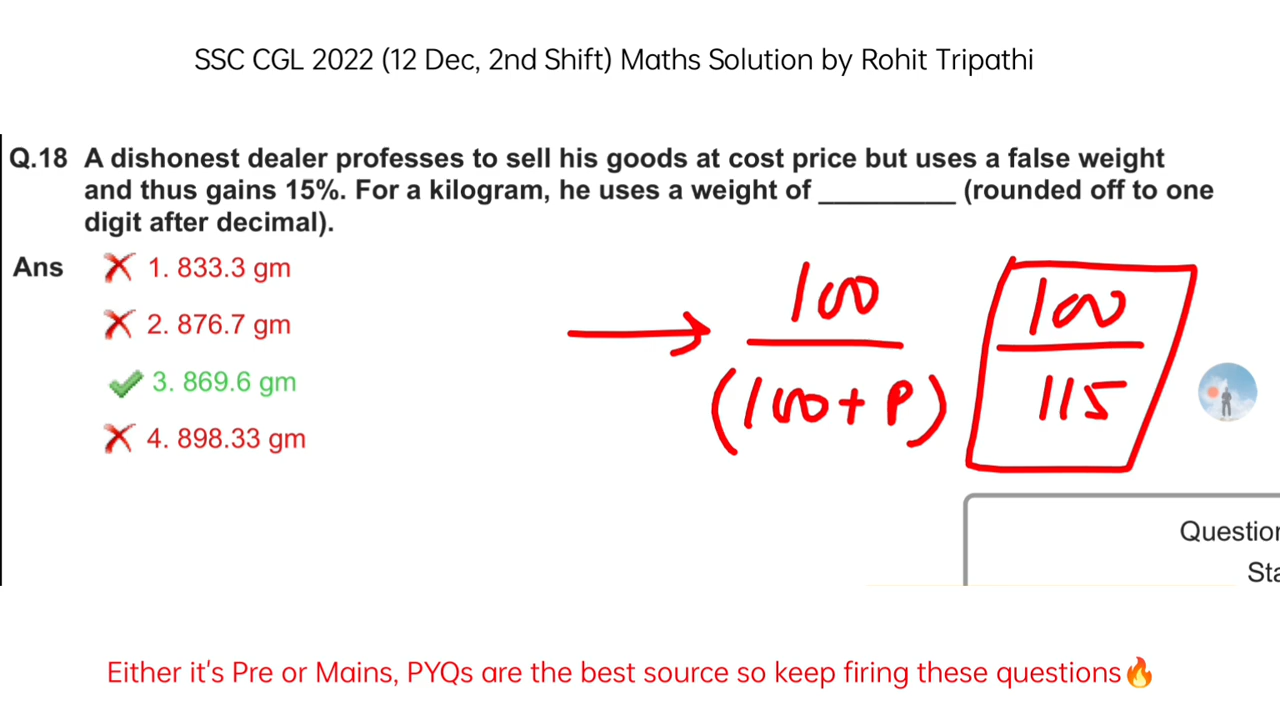 SSC CGL 2022 (12 Dec, 2nd Shift) Maths Solution by Rohit Tripathi
Q.18 A dishonest dealer professes to sell his goods at cost price but uses a false weight
and thus gains 15%. For a kilogram, he uses a weight of _________ (rounded off to one
digit after decimal).
Ans
1. 833.3 gm
2. 876.7 gm
3. 869.6 gm
4. 898.33 gm
100
(100+P)
100
115
Question
Sta
Either it's Pre or Mains, PYQs are the best source so keep firing these questions🔥